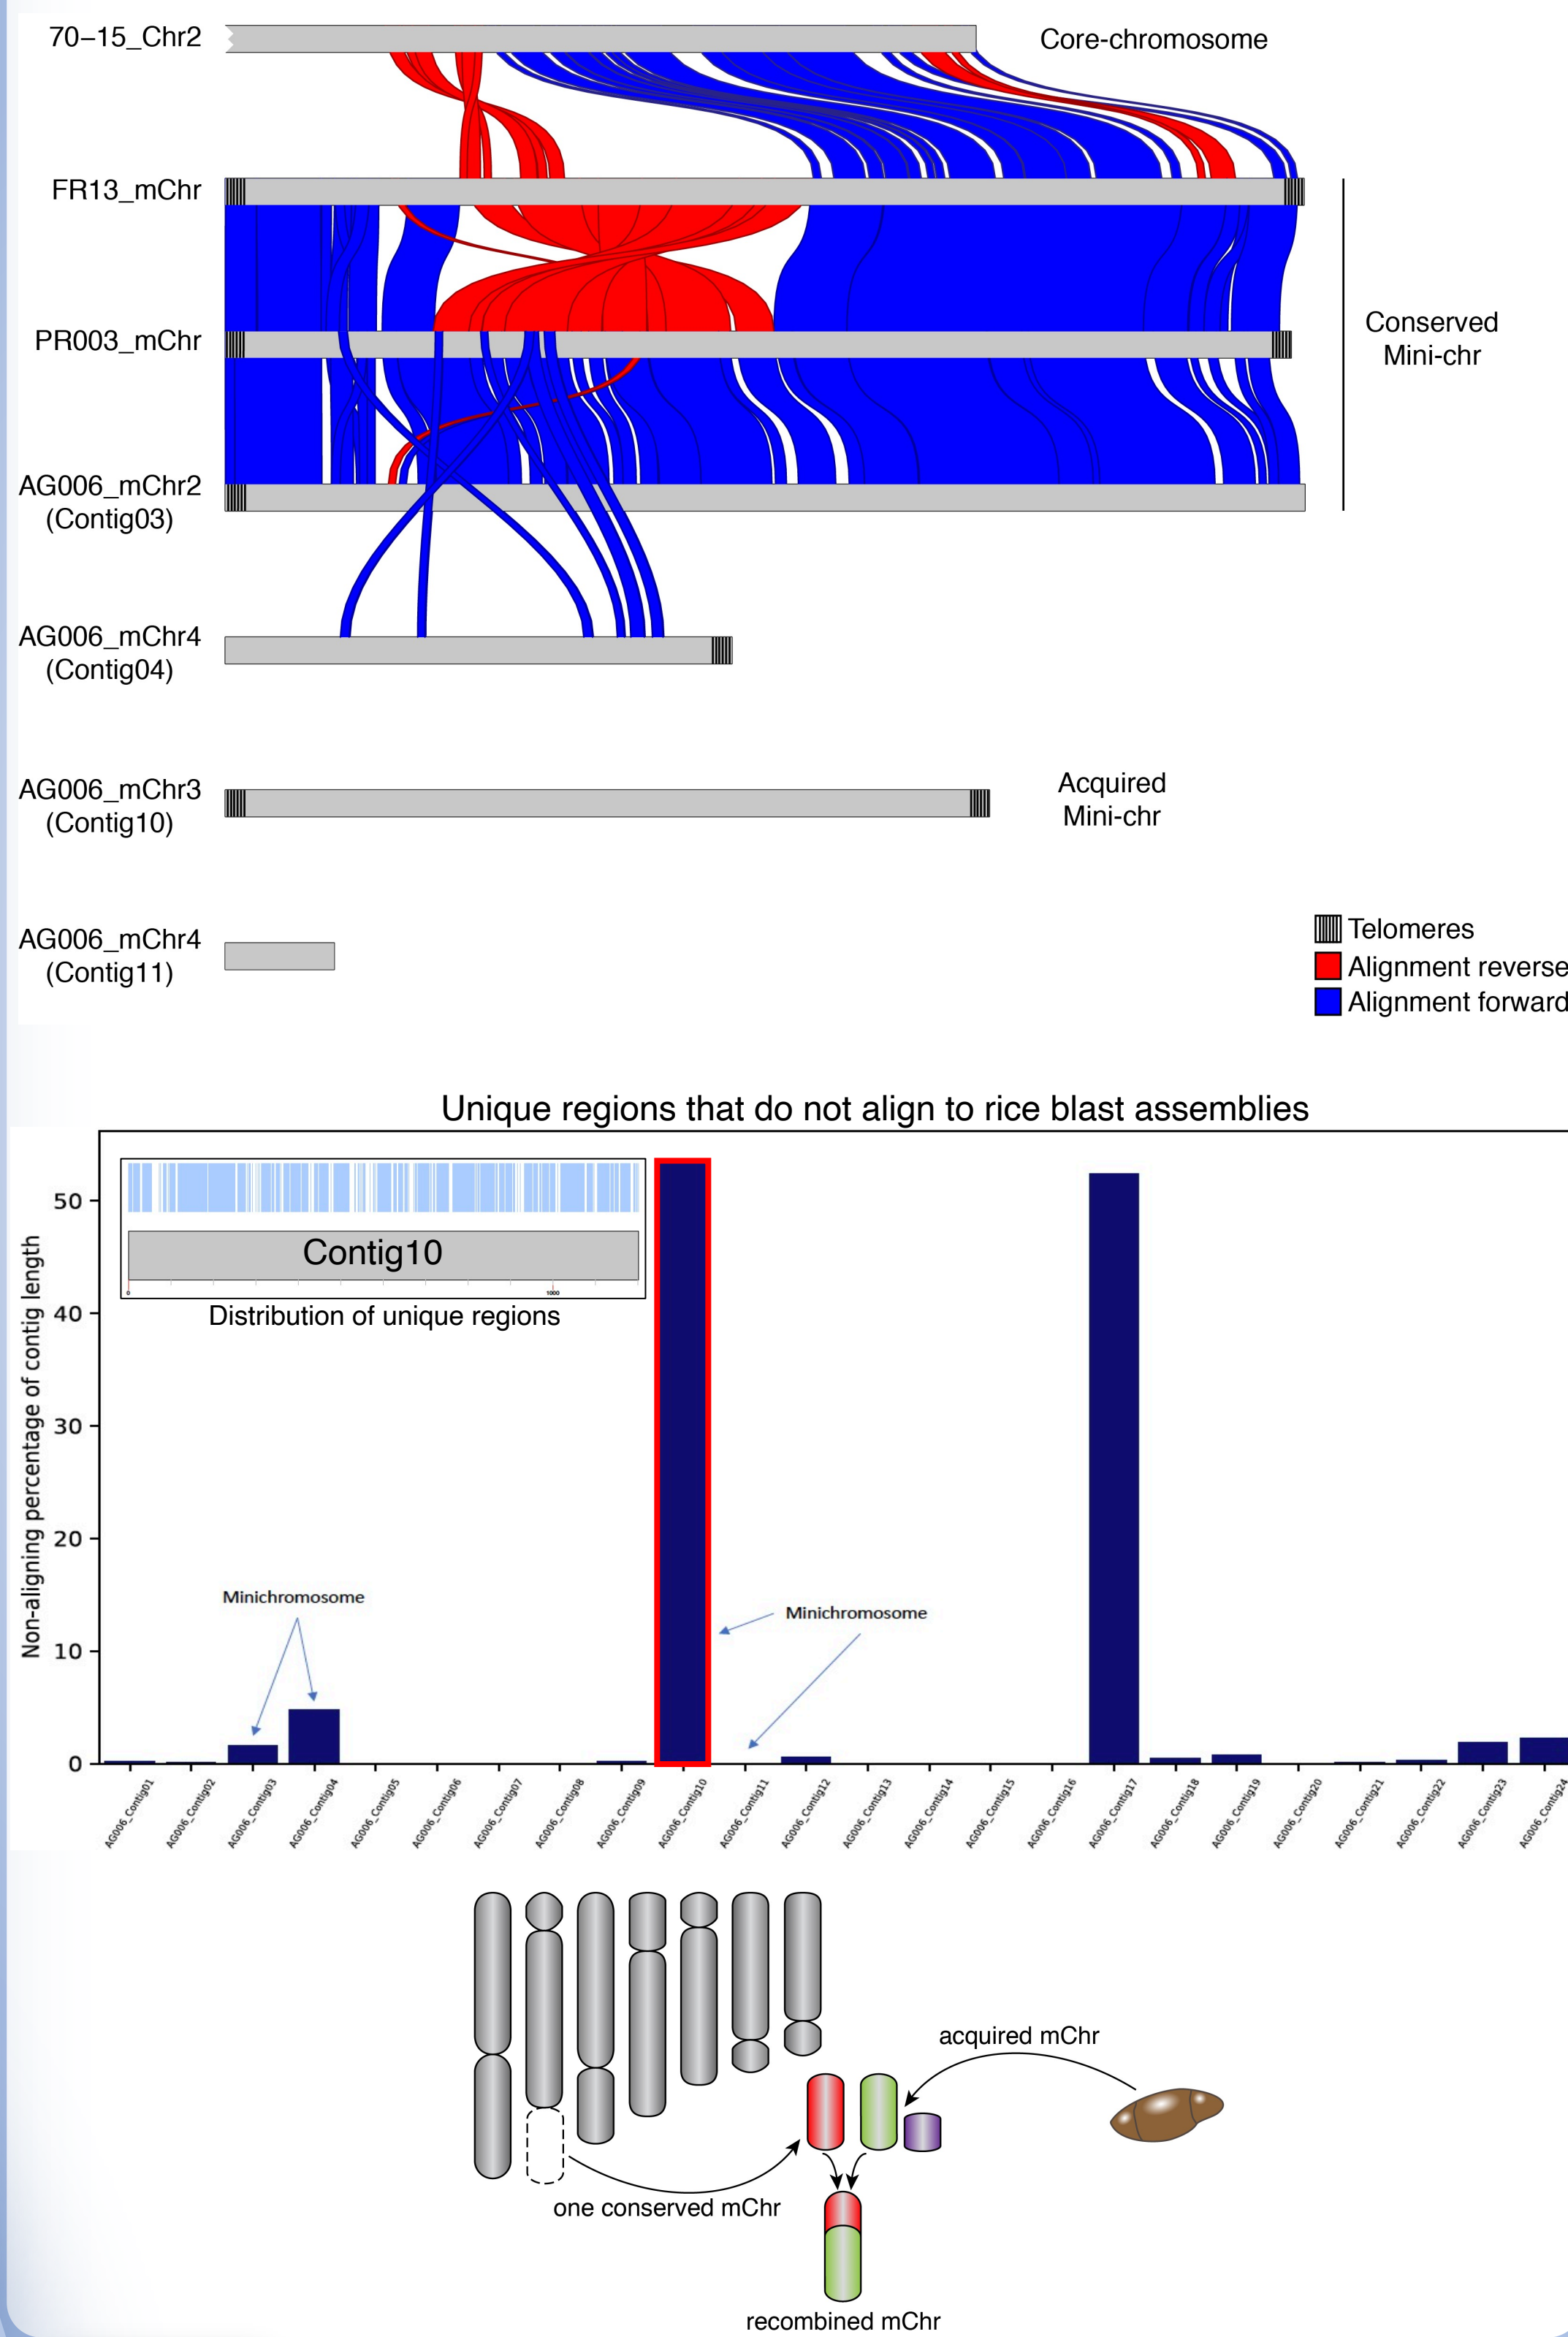 70–15_Chr2
Core-chromosome
FR13_mChr
PR003_mChr
Conserved
Mini-chr
AG006_mChr2
(Contig03)
AG006_mChr4
(Contig04)
AG006_mChr3
(Contig10)
Acquired
Mini-chr
AG006_mChr4
(Contig11)
Telomeres
Alignment reverse
Alignment forward
Unique regions that do not align to rice blast assemblies
Non-aligning percentage of contig length
50
40
30
20
10
0
Contig10
0
1000
Distribution of unique regions
Minichromosome
Minichromosome
AG006_Contig01
AG006_Contig02
AG006_Contig03
AG006_Contig04
AG006_Contig05
AG006_Contig06
AG006_Contig07
AG006_Contig08
AG006_Contig09
AG006_Contig10
AG006_Contig11
AG006_Contig12
AG006_Contig13
AG006_Contig14
AG006_Contig15
AG006_Contig16
AG006_Contig17
AG006_Contig18
AG006_Contig19
AG006_Contig20
AG006_Contig21
AG006_Contig22
AG006_Contig23
AG006_Contig24
acquired mChr
one conserved mChr
recombined mChr